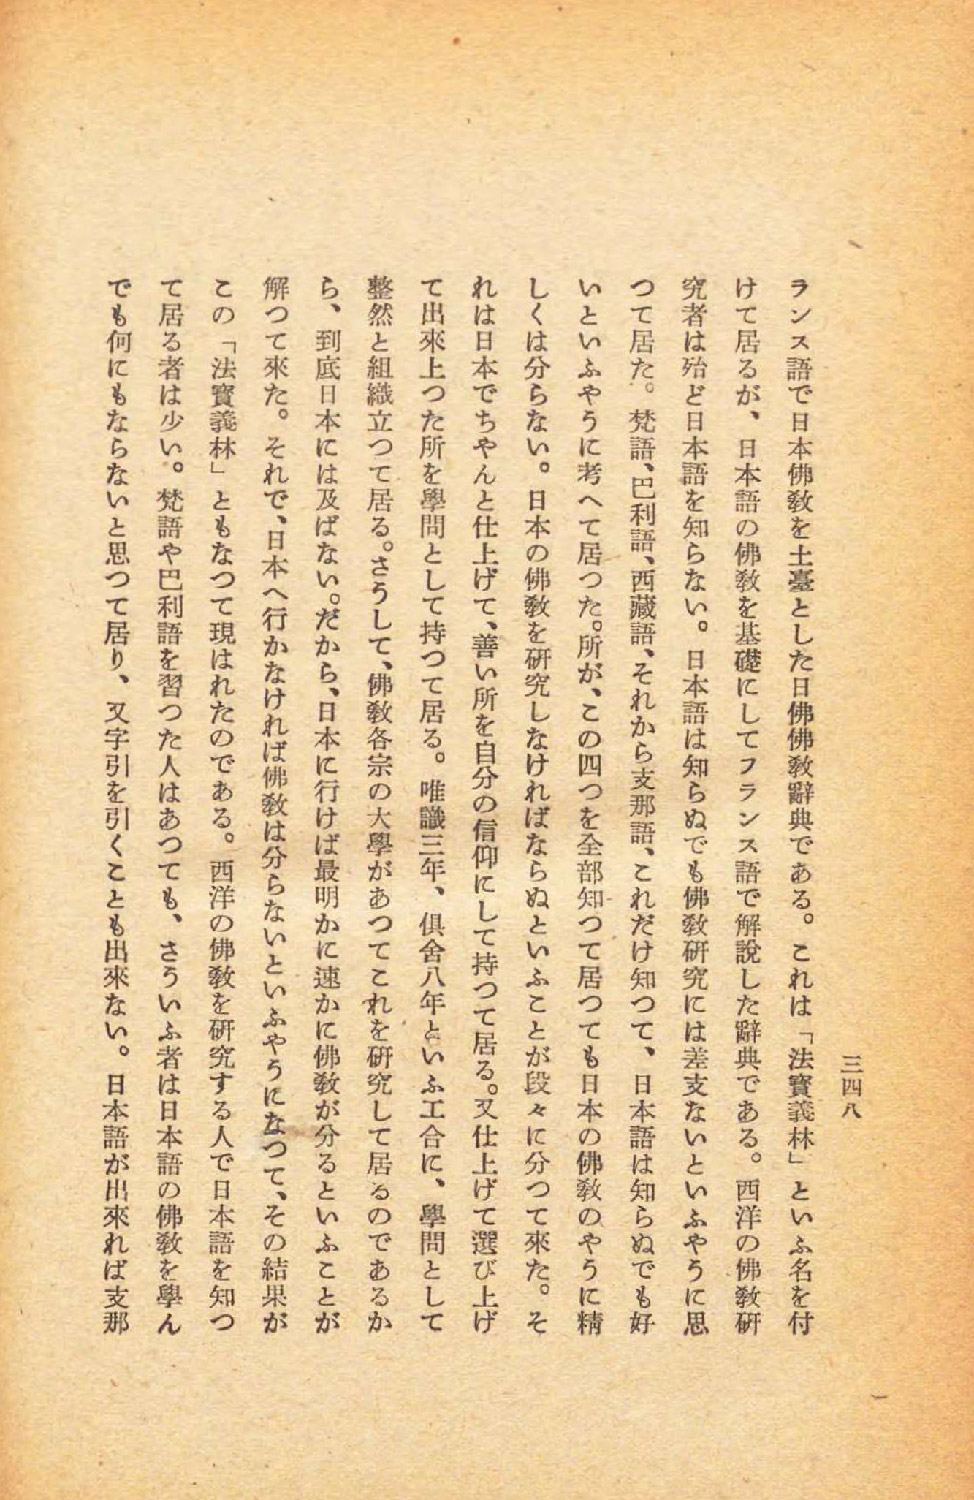 三四八
ランス語で日本佛敎を土臺とした日佛佛敎辭典である。これは「法寶義林」といふ名を付
けて居るが、日本語の佛敎を基礎にしてフランス語で解說した辭典である。西洋の佛敎硏
究者は殆ど日本語を知らない。日本語は知らぬでも佛敎硏究には差支ないといふやうに思
つて居た。梵語、巴利語、西藏語、それから支那語、これだけ知つて、日本語は知らぬでも好
いといふやうに考へて居つた。所が、この四つを全部知つて居つても日本の佛敎のやうに精
しくは分らない。日本の佛敎を硏究しなければならぬといふことが段々に分つて來た。そ
れは日本でちやんと仕上げて、善い所を自分の信仰にして持つて居る。又仕上げて選び上げ
て出來上つた所を學問として持つて居る。唯識三年、俱舍八年といふ工合に、學問として
整然と組織立つて居る。さうして、佛敎各宗の大學があつてこれを硏究して居るのであるか
ら、到底日本には及ばない。だから、日本に行けば最明かに速かに佛敎が分るといふことが
解つて來た。それで、日本へ行かなければ佛敎は分らないといふやうになつて、その結果が
この「法寶義林」ともなつて現はれたのである。西洋の佛敎を硏究する人で日本語を知つ
て居る者は少い。梵語や巴利語を習つた人はあつても、さういふ者は日本語の佛敎を學ん
でも何にもならないと思つて居り、又字引を引くことも出來ない。日本語が出來れば支那